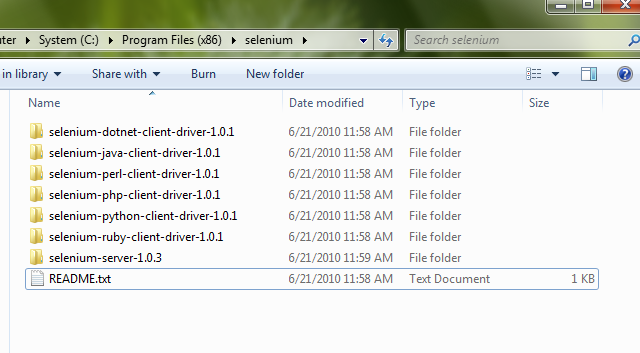 uter ▸ System (C:) ▸ Program Files (x86) ▸ selenium ▸ Search selenium
in library Share with Burn New folder
Name Date modified Type Size
selenium-dotnet-client-driver-1.0.1 6/21/2010 11:58 AM File folder
selenium-java-client-driver-1.0.1 6/21/2010 11:58 AM File folder
selenium-perl-client-driver-1.0.1 6/21/2010 11:58 AM File folder
selenium-php-client-driver-1.0.1 6/21/2010 11:58 AM File folder
selenium-python-client-driver-1.0.1 6/21/2010 11:58 AM File folder
selenium-ruby-client-driver-1.0.1 6/21/2010 11:58 AM File folder
selenium-server-1.0.3 6/21/2010 11:59 AM File folder
README.txt 6/21/2010 11:58 AM Text Document 1 KB